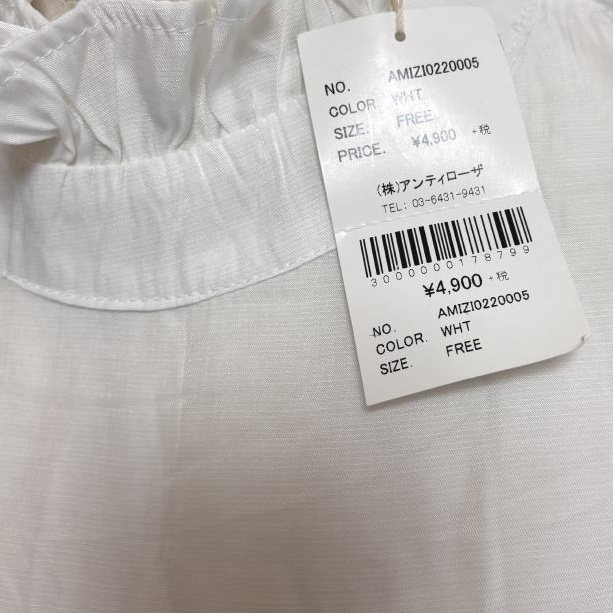 NO. AMIZI0220005
COLOR. WHT
SIZE. FREE
PRICE. ¥4,900 +税
(株)アンティローザ
TEL: 03-6431-9431
3000000178799
¥4,900 +税
NO. AMIZI0220005
COLOR. WHT
SIZE. FREE